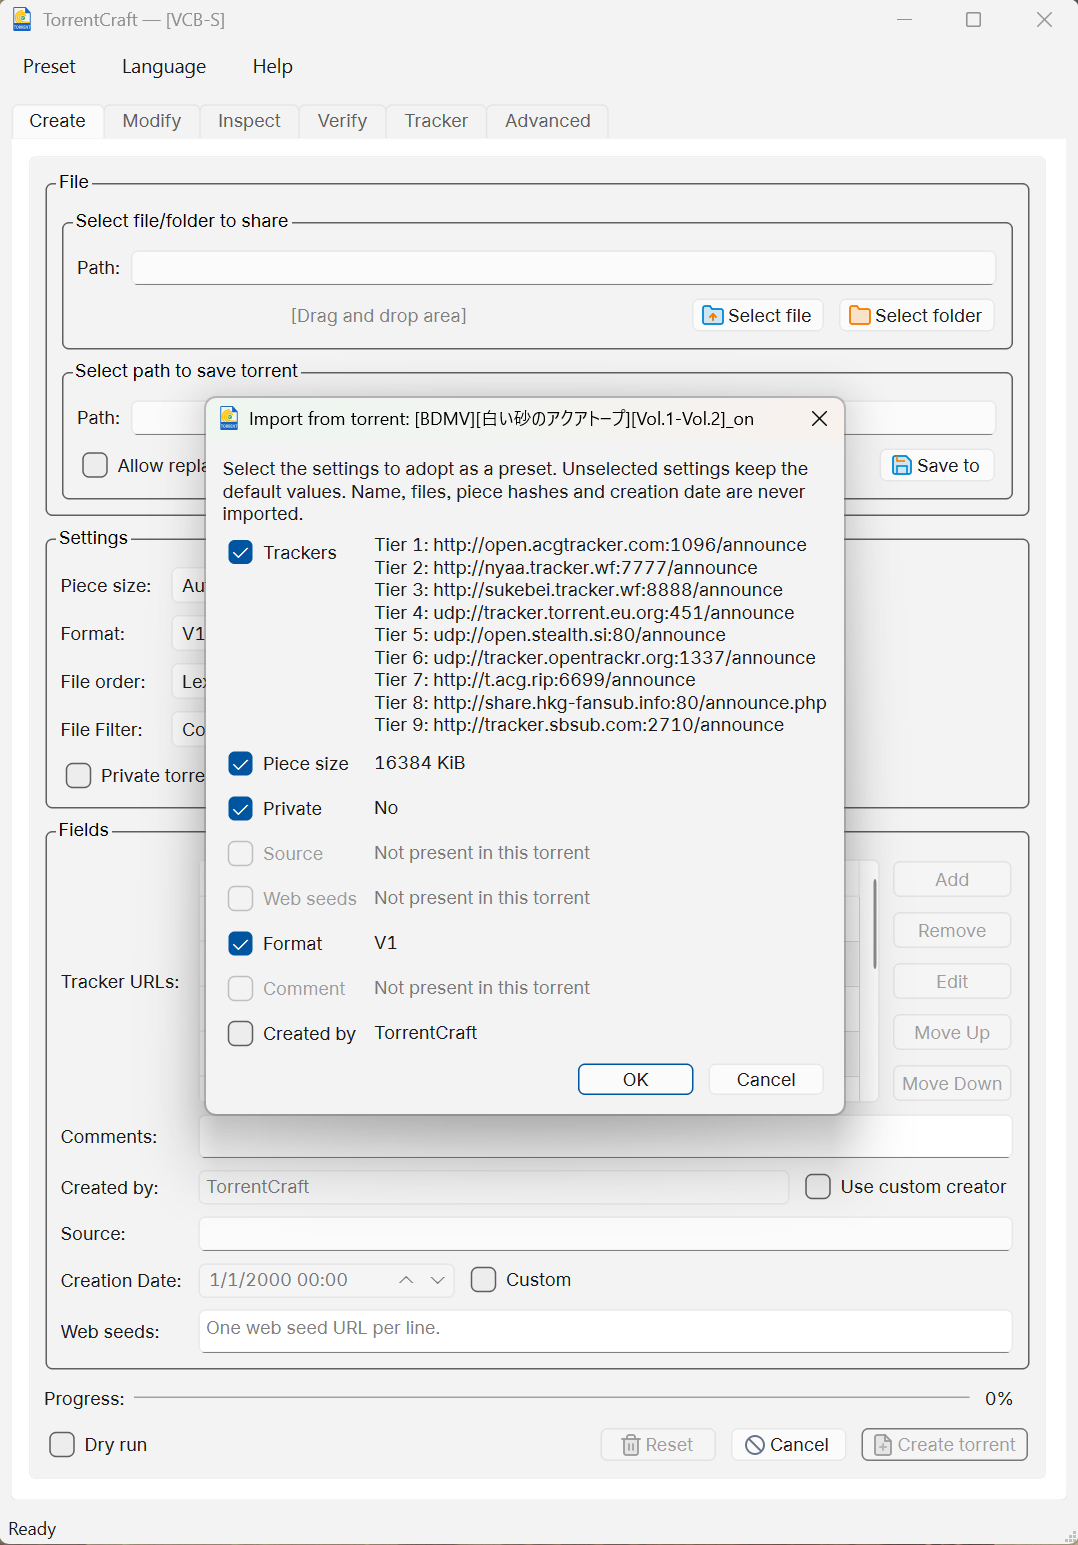 TorrentCraft — [VCB-S]
Preset Language Help
Create Modify Inspect Verify Tracker Advanced
File
Select file/folder to share
Path:
[Drag and drop area] Select file Select folder
Select path to save torrent
Path:
Allow repla Save to
Settings
Piece size: Au
Format: V1
File order: Lex
File Filter: Co
Private torre
Import from torrent: [BDMV][白い砂のアクアトープ][Vol.1-Vol.2]_on
Select the settings to adopt as a preset. Unselected settings keep the
default values. Name, files, piece hashes and creation date are never
imported.
Trackers
Tier 1: http://open.acgtracker.com:1096/announce
Tier 2: http://nyaa.tracker.wf:7777/announce
Tier 3: http://sukebei.tracker.wf:8888/announce
Tier 4: udp://tracker.torrent.eu.org:451/announce
Tier 5: udp://open.stealth.si:80/announce
Tier 6: udp://tracker.opentrackr.org:1337/announce
Tier 7: http://t.acg.rip:6699/announce
Tier 8: http://share.hkg-fansub.info:80/announce.php
Tier 9: http://tracker.sbsub.com:2710/announce
Piece size 16384 KiB
Private No
Source Not present in this torrent
Web seeds Not present in this torrent
Format V1
Comment Not present in this torrent
Created by TorrentCraft
OK Cancel
Fields
Tracker URLs:
Add
Remove
Edit
Move Up
Move Down
Comments:
Created by: TorrentCraft Use custom creator
Source:
Creation Date: 1/1/2000 00:00 Custom
Web seeds: One web seed URL per line.
Progress: 0%
Dry run Reset Cancel Create torrent
Ready